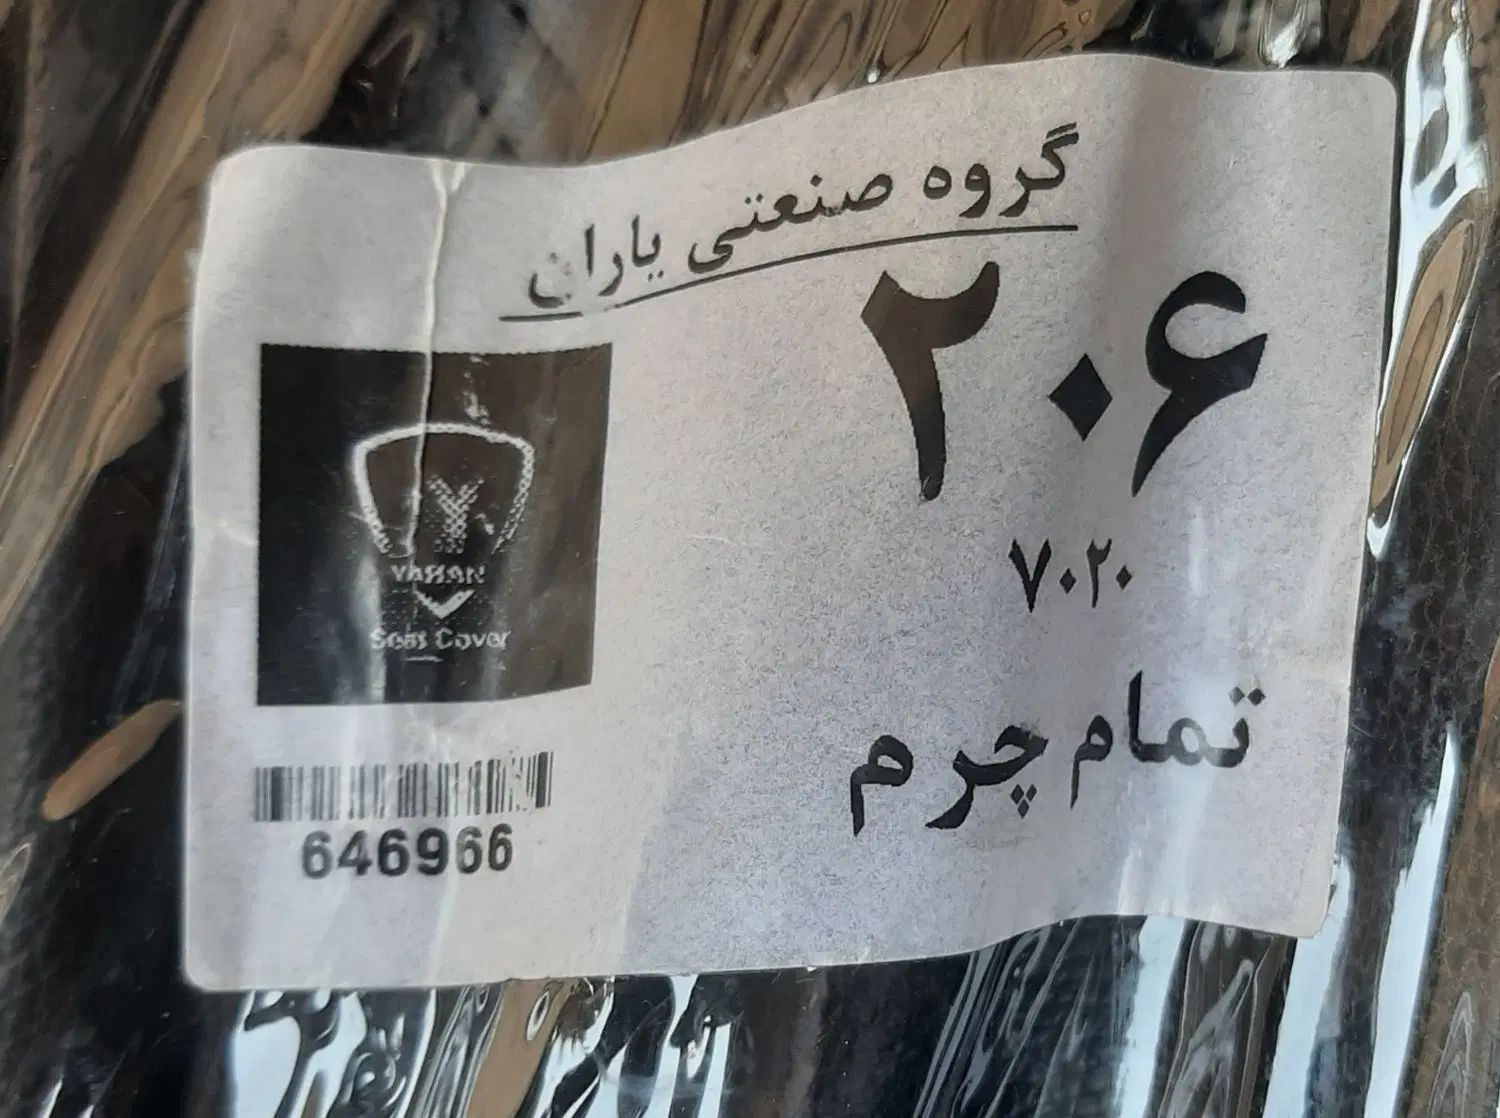 گروه صنعتی یاران
۲۰۶
۷۰۲۰
تمام چرم
YARAN
Seat Cover
646966